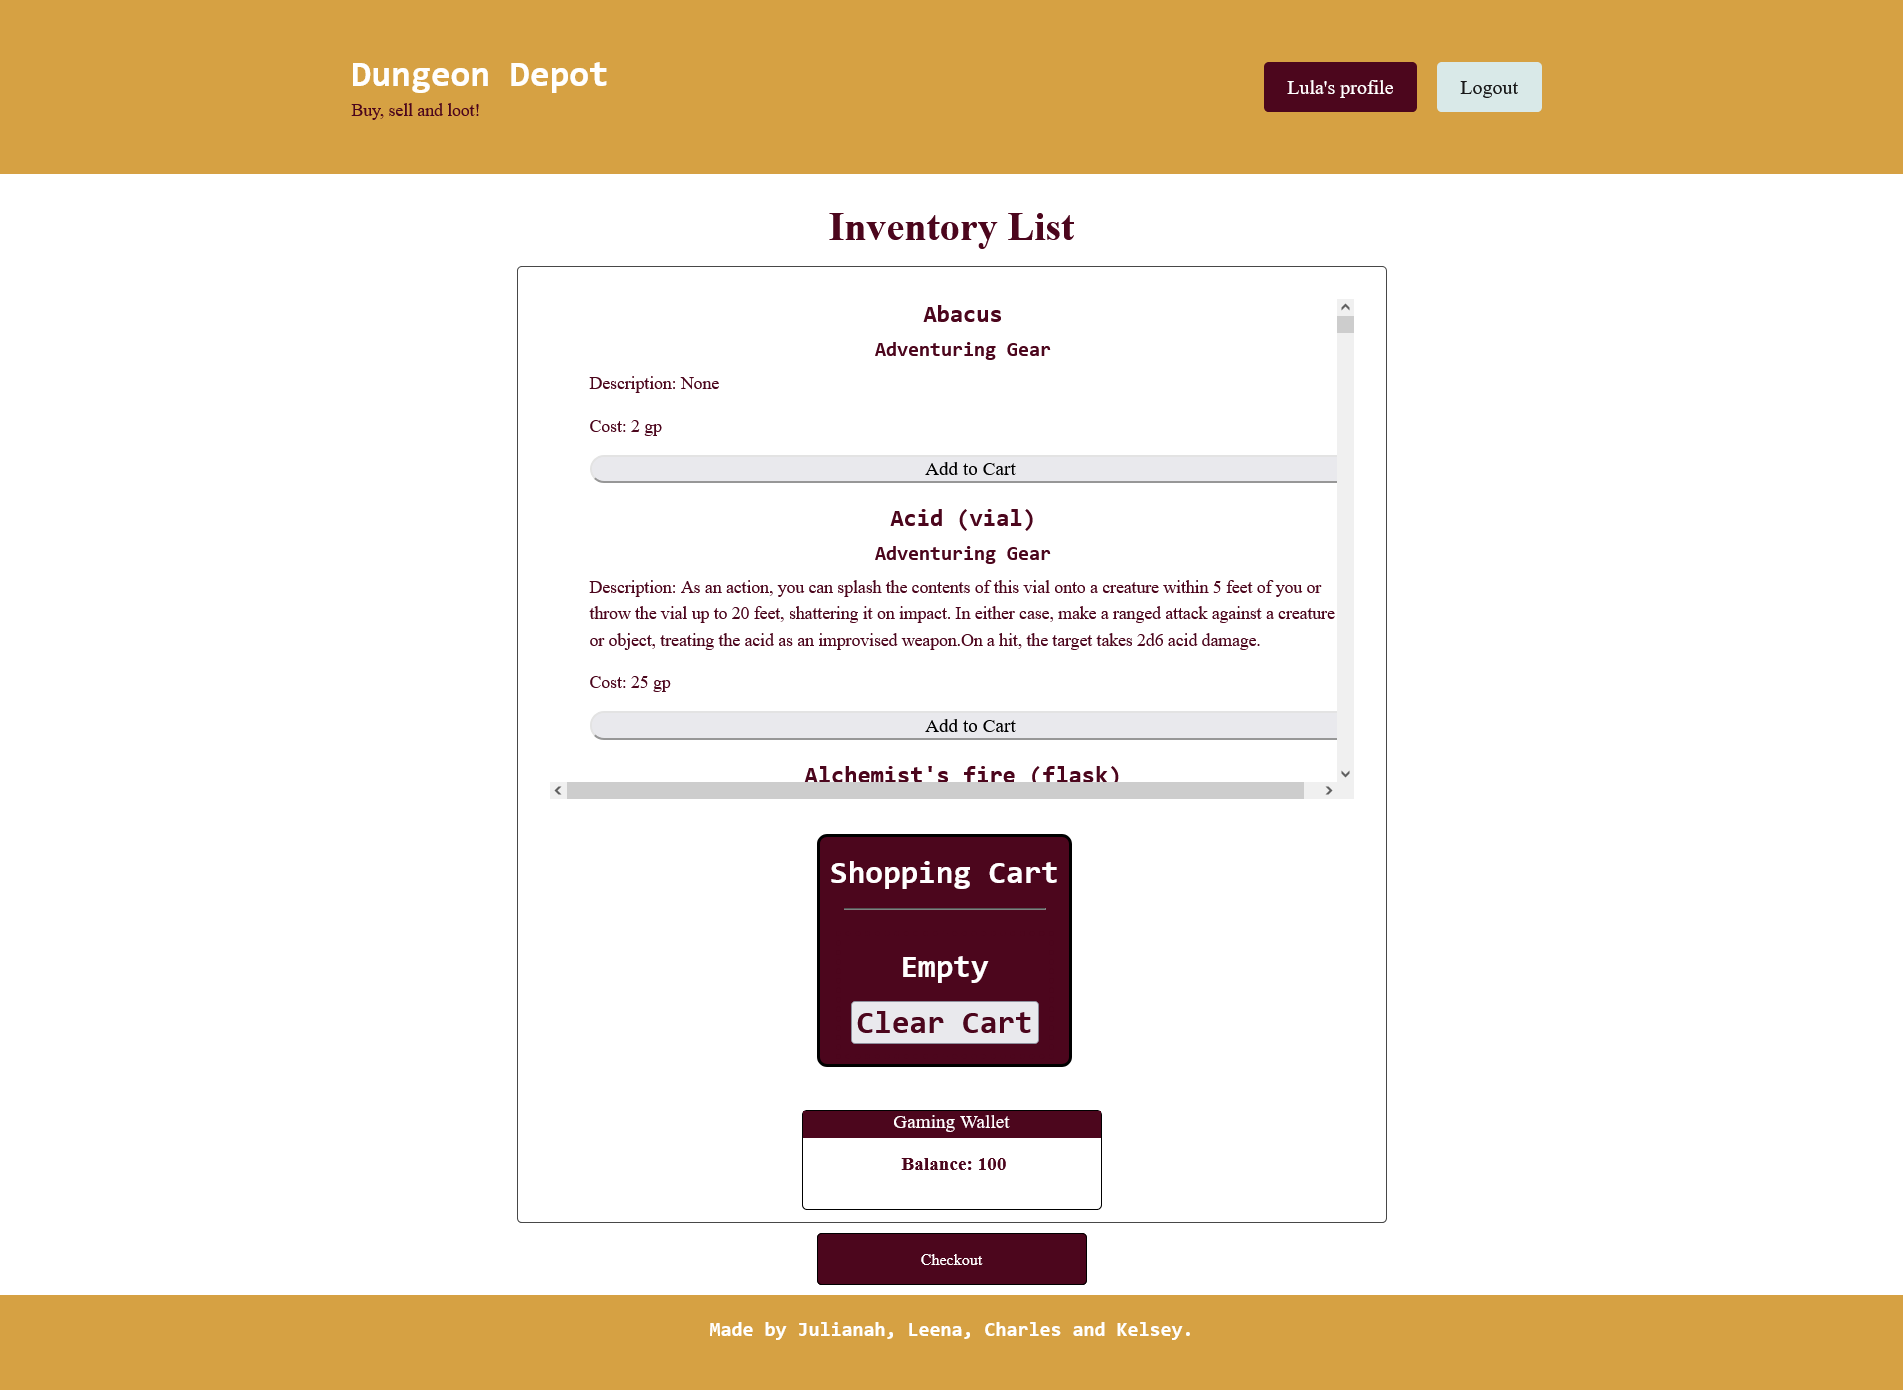 Dungeon Depot
Buy, sell and loot!
Lula's profile
Logout
Inventory List
Abacus
Adventuring Gear
Description: None
Cost: 2 gp
Add to Cart
Acid (vial)
Adventuring Gear
Description: As an action, you can splash the contents of this vial onto a creature within 5 feet of you or
throw the vial up to 20 feet, shattering it on impact. In either case, make a ranged attack against a creature
or object, treating the acid as an improvised weapon.On a hit, the target takes 2d6 acid damage.
Cost: 25 gp
Add to Cart
Alchemist's fire (flask)
Shopping Cart
Empty
Clear Cart
Gaming Wallet
Balance: 100
Checkout
Made by Julianah, Leena, Charles and Kelsey.